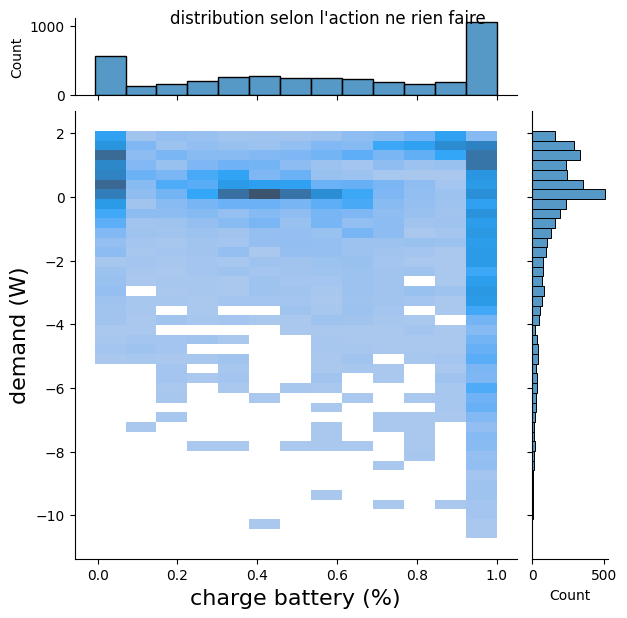 distribution selon l'action ne rien faire
1000
0
Count
2
0
−2
−4
−6
−8
−10
demand (W)
0.0 0.2 0.4 0.6 0.8 1.0
charge battery (%)
0 500
Count